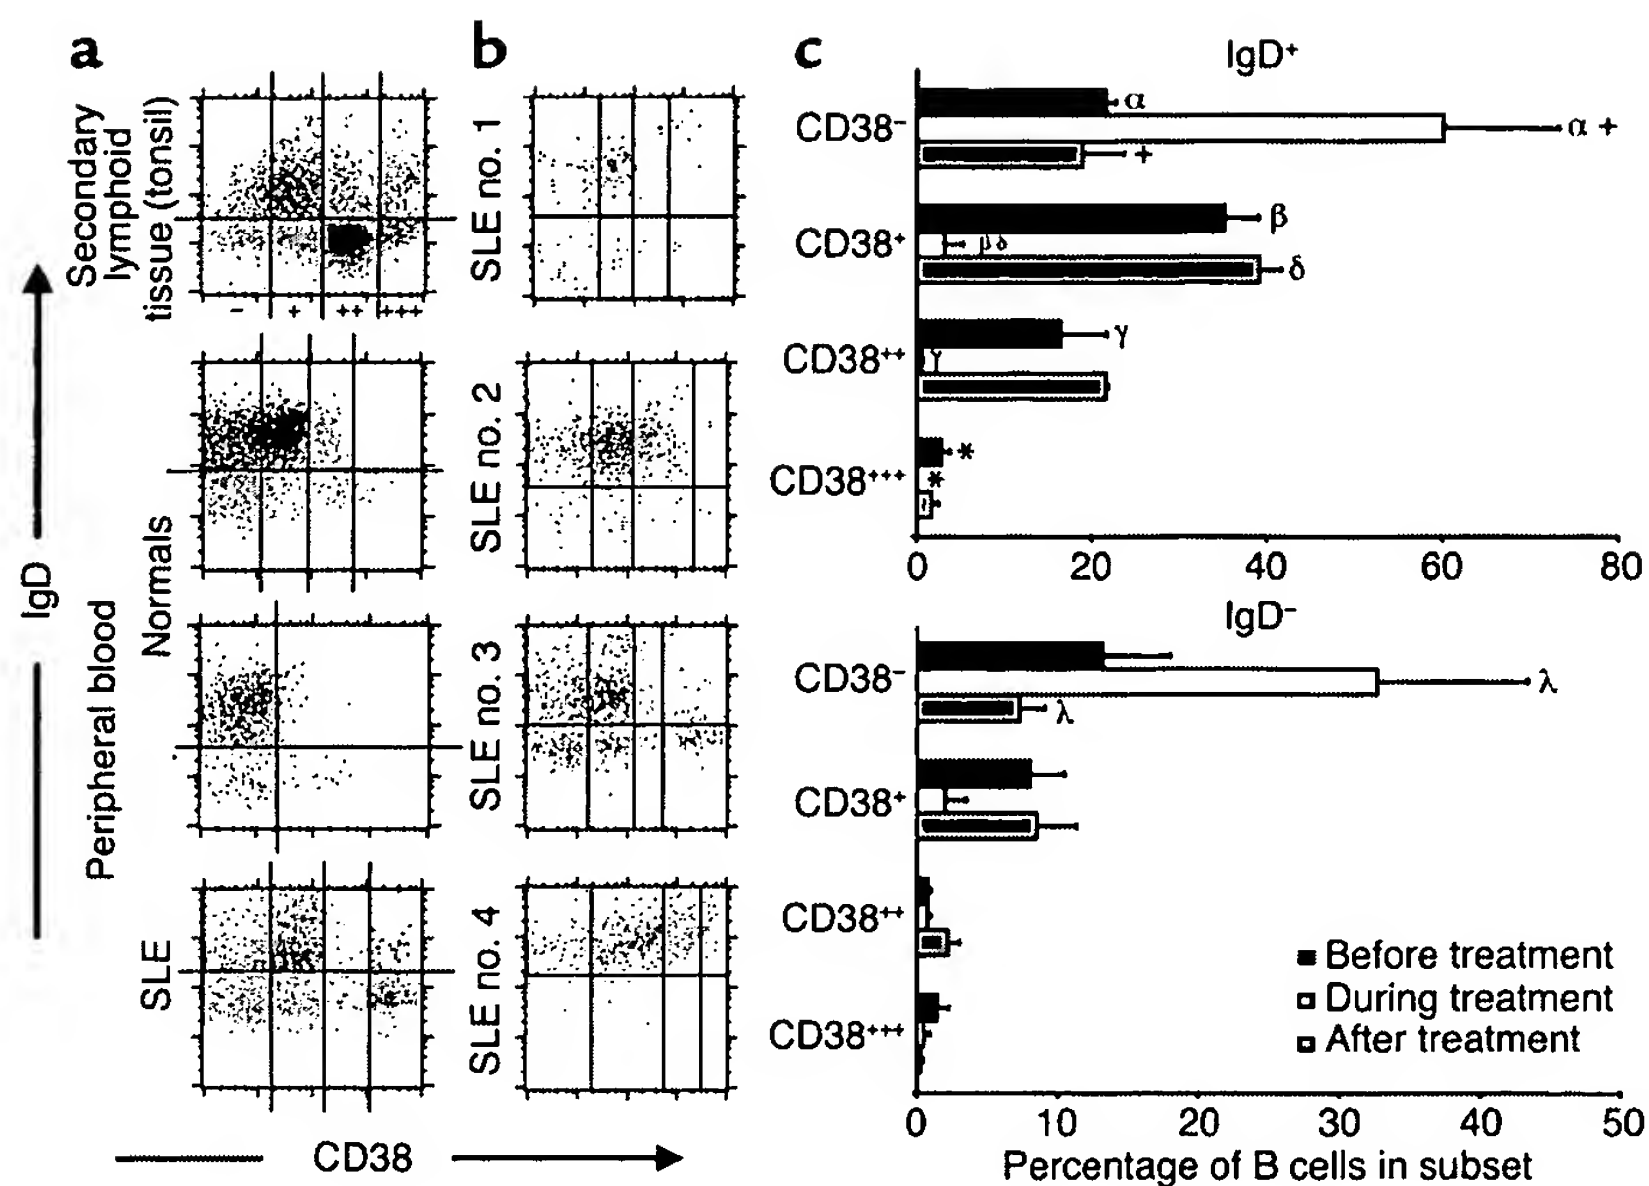 a
Secondary
lymphoid
tissue (tonsil)
- + ++ +++
IgD
Peripheral blood
Normals
SLE
CD38
b
SLE no. 1
SLE no. 2
SLE no. 3
SLE no. 4
c
IgD⁺
CD38⁻ α
α +
+
CD38⁺ β
β δ
δ
CD38⁺⁺ γ
γ
CD38⁺⁺⁺ *
*
0 20 40 60 80
IgD⁻
CD38⁻ λ
λ
CD38⁺
CD38⁺⁺
CD38⁺⁺⁺
Before treatment
During treatment
After treatment
0 10 20 30 40 50
Percentage of B cells in subset